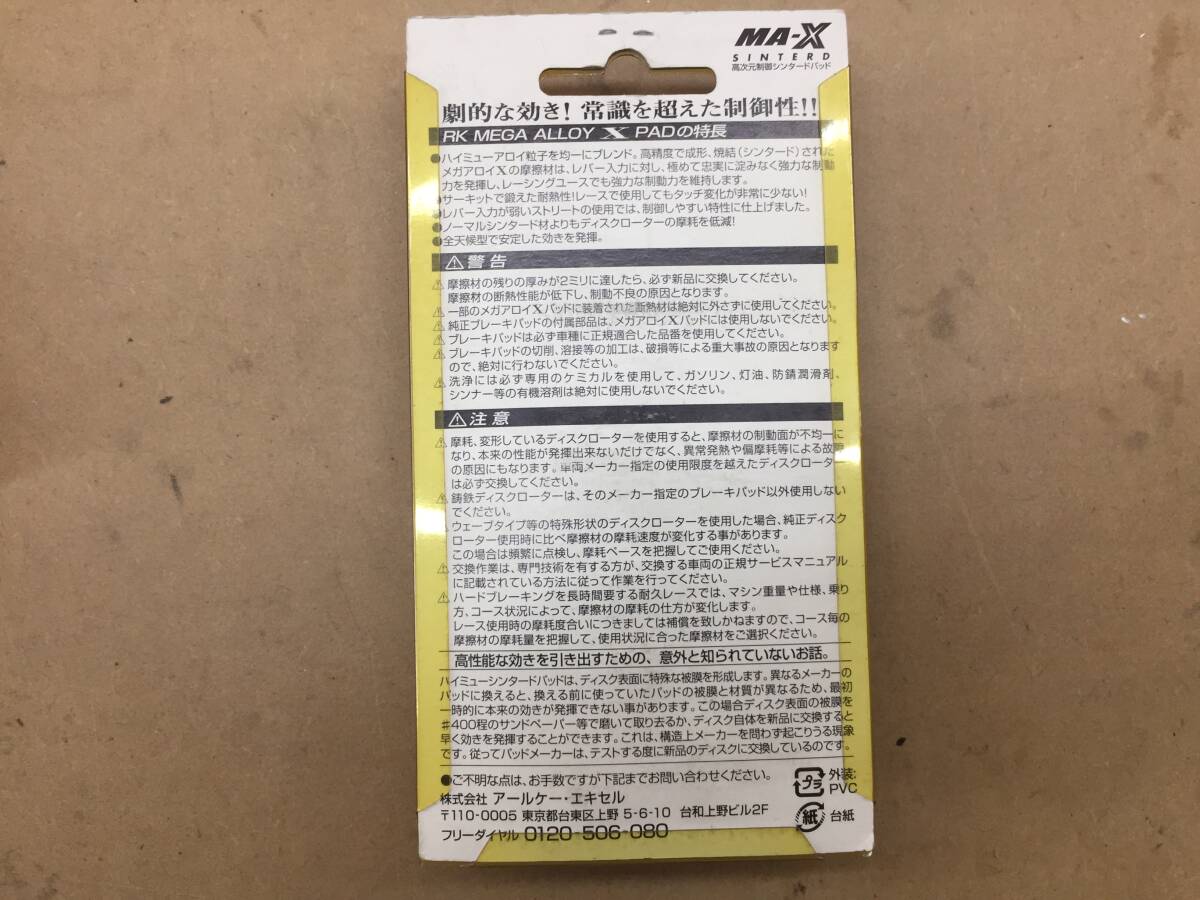 MA-X
SINTERD
高次元制御シンタードパッド
劇的な効き! 常識を超えた制御性!!
RK MEGA ALLOY X PADの特長
●ハイミューアロイ粒子を均一にブレンド。高精度で成形、焼結(シンタード)された
メガアロイXの摩擦材は、レバー入力に対し、極めて忠実に淀みなく強力な制動
力を発揮し、レーシングユースでも強力な制動力を維持します。
●サーキットで鍛えた耐熱性!レースで使用してもタッチ変化が非常に少ない!
●レバー入力が弱いストリートの使用では、制御しやすい特性に仕上げました。
●ノーマルシンタード材よりもディスクローターの摩耗を低減!
●全天候型で安定した効きを発揮。
⚠警告
⚠摩擦材の残りの厚みが2ミリに達したら、必ず新品に交換してください。
摩擦材の断熱性能が低下し、制動不良の原因となります。
⚠一部のメガアロイXパッドに装着された断熱材は絶対に外さずに使用してください。
⚠純正ブレーキパッドの付属部品は、メガアロイXパッドには使用しないでください。
⚠ブレーキパッドは必ず車種に正規適合した品番を使用してください。
⚠ブレーキパッドの切削、溶接等の加工は、破損等による重大事故の原因となります
ので、絶対に行わないでください。
⚠洗浄には必ず専用のケミカルを使用して、ガソリン、灯油、防錆潤滑剤、
シンナー等の有機溶剤は絶対に使用しないでください。
⚠注意
⚠摩耗、変形しているディスクローターを使用すると、摩擦材の制動面が不均一に
なり、本来の性能が発揮出来ないだけでなく、異常発熱や偏摩耗等による故障
の原因にもなります。車両メーカー指定の使用限度を越えたディスクローター
は必ず交換してください。
⚠鋳鉄ディスクローターは、そのメーカー指定のブレーキパッド以外使用しない
でください。
⚠ウェーブタイプ等の特殊形状のディスクローターを使用した場合、純正ディスク
ローター使用時に比べ摩擦材の摩耗速度が変化する事があります。
この場合は頻繁に点検し、摩耗ペースを把握してご使用ください。
⚠交換作業は、専門技術を有する方が、交換する車両の正規サービスマニュアル
に記載されている方法に従って作業を行ってください。
⚠ハードブレーキングを長時間要する耐久レースでは、マシン重量や仕様、乗り
方、コース状況によって、摩擦材の摩耗の仕方が変化します。
レース使用時の摩耗度合いにつきましては補償を致しかねますので、コース毎の
摩擦材の摩耗量を把握して、使用状況に合った摩擦材をご選択ください。
高性能な効きを引き出すための、意外と知られていないお話。
ハイミューシンタードパッドは、ディスク表面に特殊な被膜を形成します。異なるメーカーの
パッドに換えると、換える前に使っていたパッドの被膜と材質が異なるため、最初
一時的に本来の効きが発揮できない事があります。この場合ディスク表面の被膜を
#400程のサンドペーパー等で磨いて取り去るか、ディスク自体を新品に交換すると
早く効きを発揮することができます。これは、構造上メーカーを問わず起こりうる現象
です。従ってパッドメーカーは、テストする度に新品のディスクに交換しているのです。
●ご不明な点は、お手数ですが下記までお問い合わせください。
株式会社 アールケー・エキセル
〒110-0005 東京都台東区上野 5-6-10 台和上野ビル2F
フリーダイヤル 0120-506-080
プラ 外装:
PVC
紙 台紙